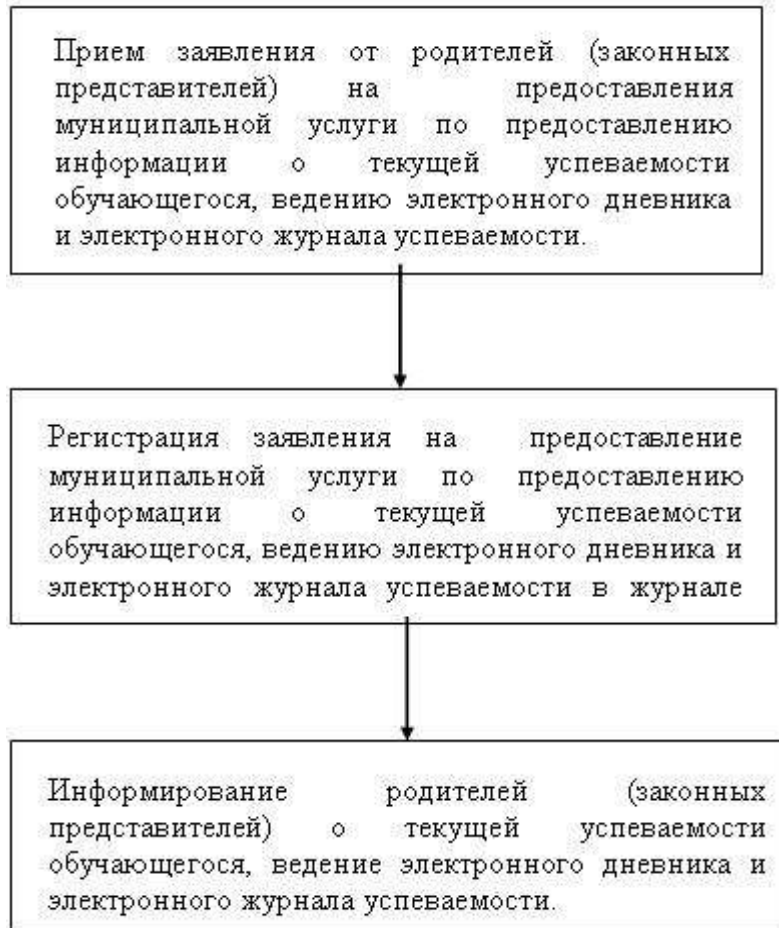 Прием заявления от родителей (законных
представителей) на предоставления
муниципальной услуги по предоставлению
информации о текущей успеваемости
обучающегося, ведению электронного дневника
и электронного журнала успеваемости.
Регистрация заявления на предоставление
муниципальной услуги по предоставлению
информации о текущей успеваемости
обучающегося, ведению электронного дневника и
электронного журнала успеваемости в журнале
Информирование родителей (законных
представителей) о текущей успеваемости
обучающегося, ведение электронного дневника и
электронного журнала успеваемости.